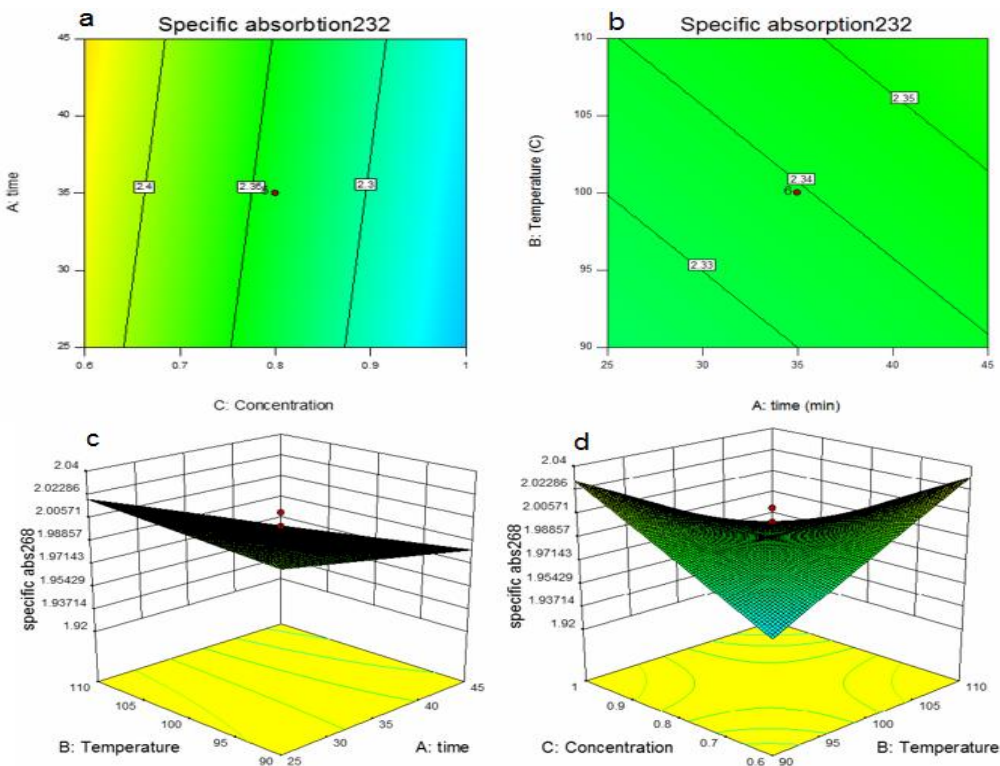 a
Specific absorbtion232
45
40
35
30
25
0.6 0.7 0.8 0.9 1
A: time
C: Concentration
2.4
2.35
2.3
b
Specific absorption232
110
105
100
95
90
25 30 35 40 45
B: Temperature (C)
A: time (min)
2.35
6
2.34
2.33
c
2.04
2.02286
2.00571
1.98857
1.97143
1.95429
1.93714
1.92
specific abs268
110
105
100
95
90
25
30
35
40
45
B: Temperature
A: time
d
2.04
2.02286
2.00571
1.98857
1.97143
1.95429
1.93714
1.92
specific abs268
1
0.9
0.8
0.7
0.6
90
95
100
105
110
C: Concentration
B: Temperature